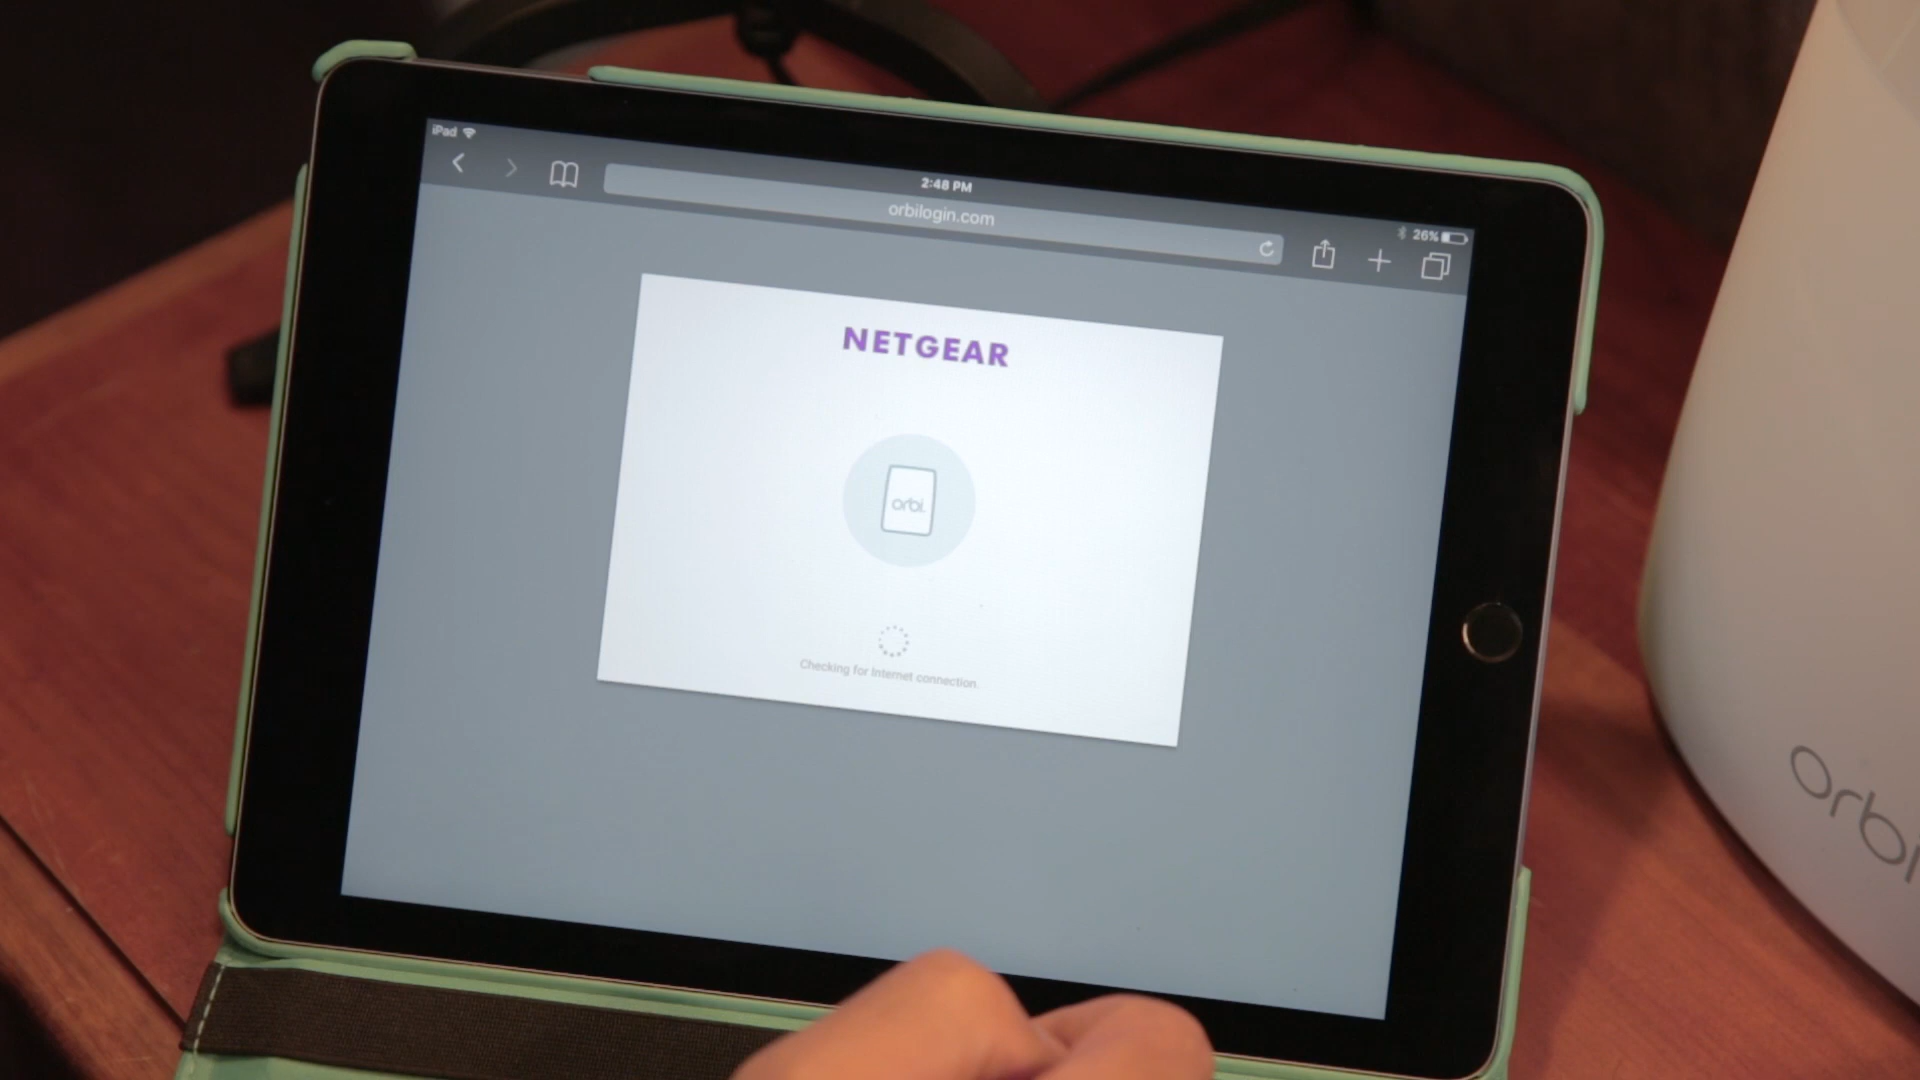 iPad
2:48 PM
26%
orbilogin.com
NETGEAR
orbi.
Checking for Internet connection.
Orbi